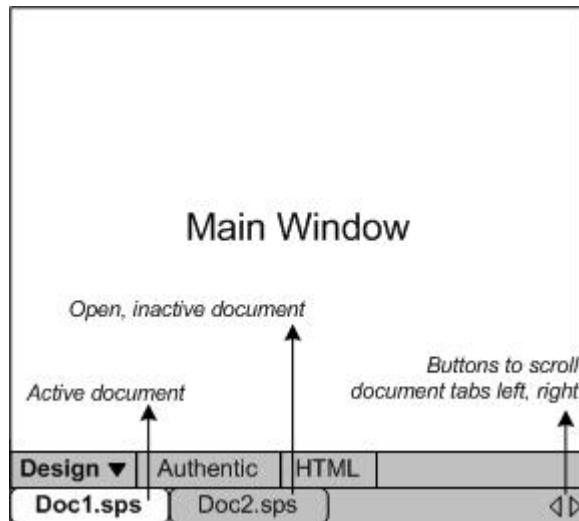 Main Window
Open, inactive document
Buttons to scroll
document tabs left, right
Active document
Design ▼ Authentic HTML
Doc1.sps Doc2.sps